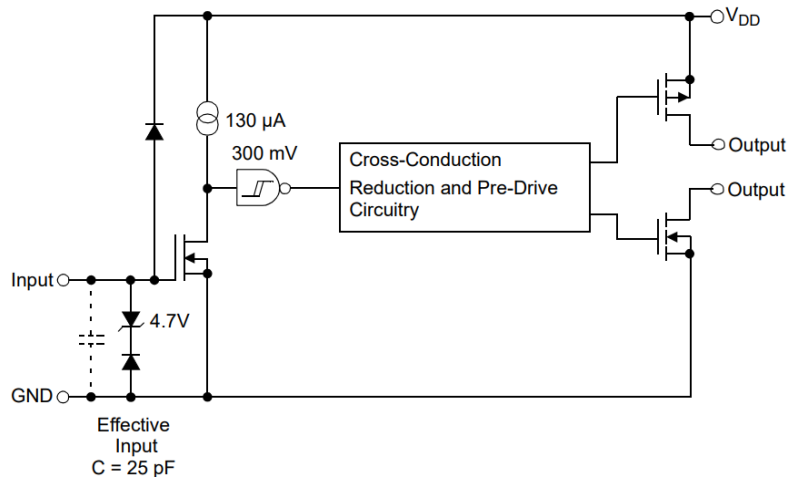 VDD
130 µA
300 mV
Cross-Conduction
Reduction and Pre-Drive
Circuitry
Output
Output
Input
4.7V
GND
Effective
Input
C = 25 pF